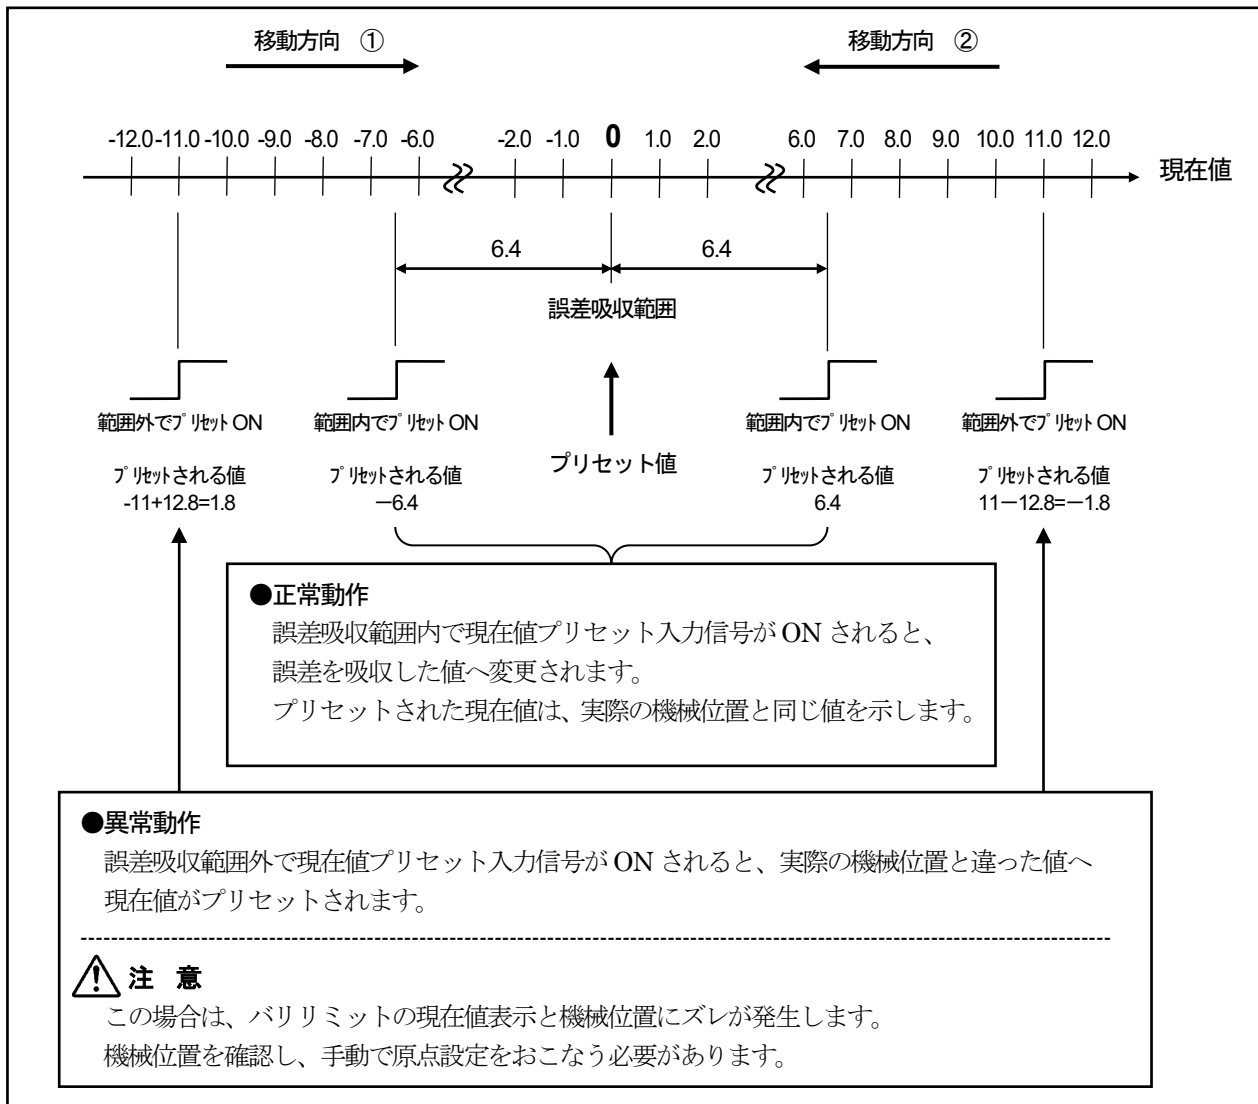 移動方向 ①
移動方向 ②
-12.0 -11.0 -10.0 -9.0 -8.0 -7.0 -6.0 -2.0 -1.0 0 1.0 2.0 6.0 7.0 8.0 9.0 10.0 11.0 12.0
現在値
6.4 6.4
誤差吸収範囲
範囲外でプリセット ON
範囲内でプリセット ON
範囲内でプリセット ON
範囲外でプリセット ON
プリセット値
プリセットされる値
-11+12.8=1.8
プリセットされる値
－6.4
プリセットされる値
6.4
プリセットされる値
11－12.8=－1.8
●正常動作
誤差吸収範囲内で現在値プリセット入力信号が ON されると、
誤差を吸収した値へ変更されます。
プリセットされた現在値は、実際の機械位置と同じ値を示します。
●異常動作
誤差吸収範囲外で現在値プリセット入力信号が ON されると、実際の機械位置と違った値へ
現在値がプリセットされます。
注 意
この場合は、バリリミットの現在値表示と機械位置にズレが発生します。
機械位置を確認し、手動で原点設定をおこなう必要があります。